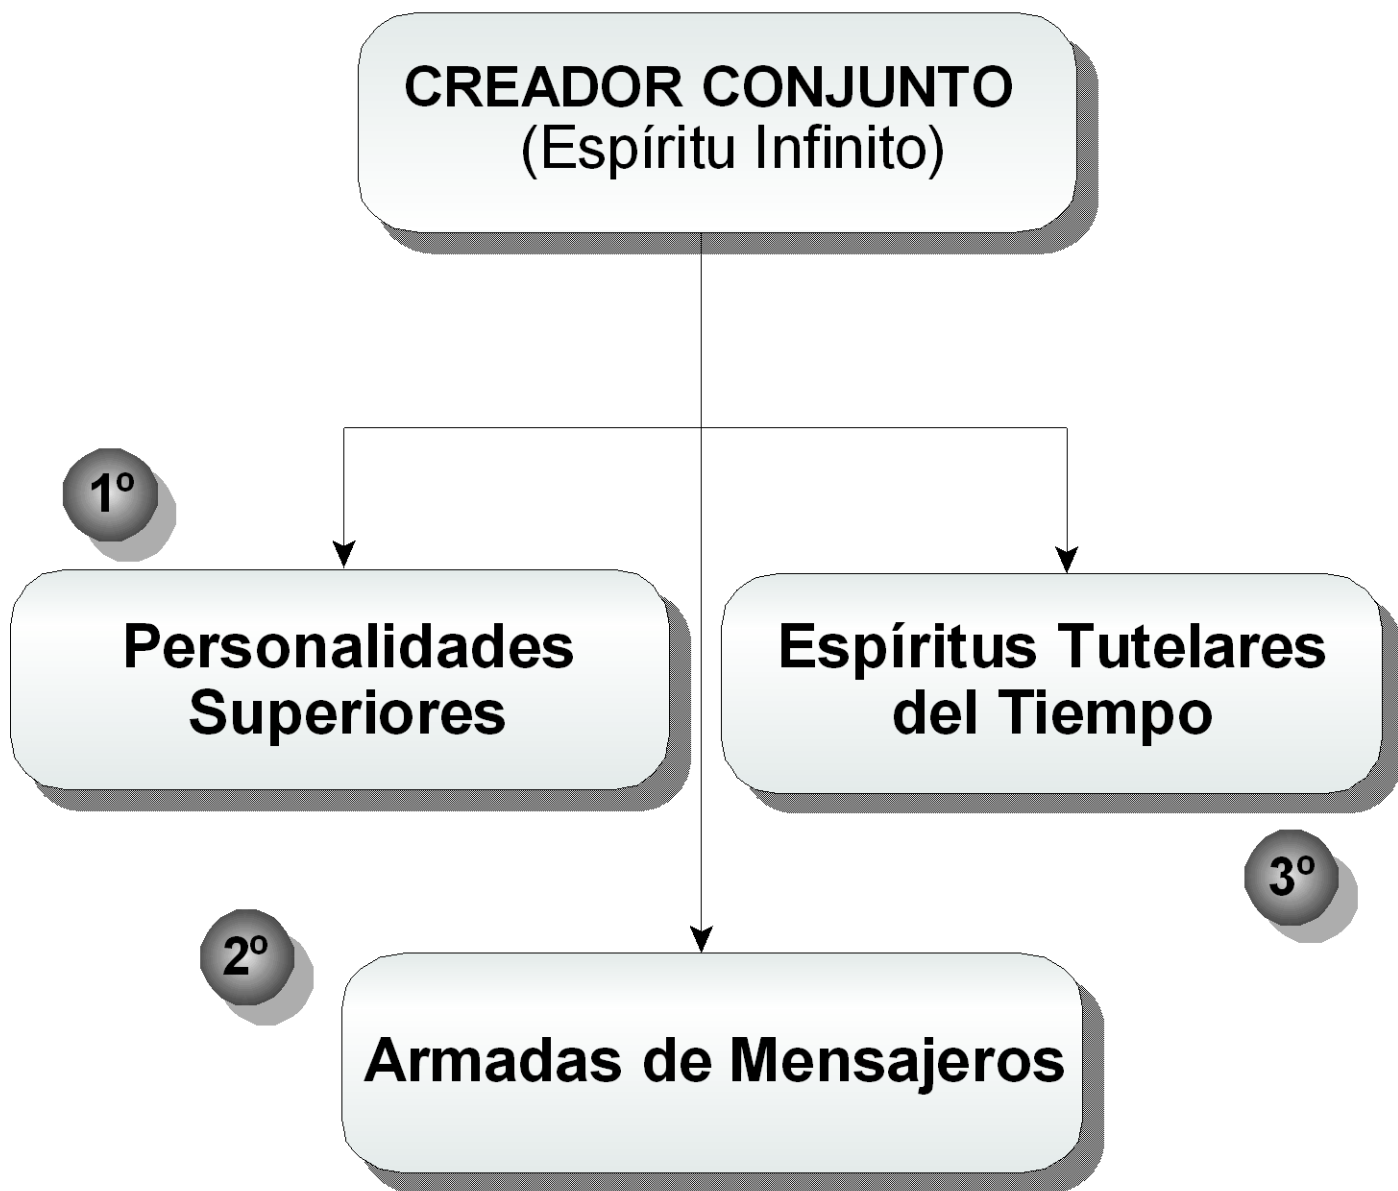 CREADOR CONJUNTO
(Espíritu Infinito)
1º
Personalidades
Superiores
Espíritus Tutelares
del Tiempo
3º
2º
Armadas de Mensajeros